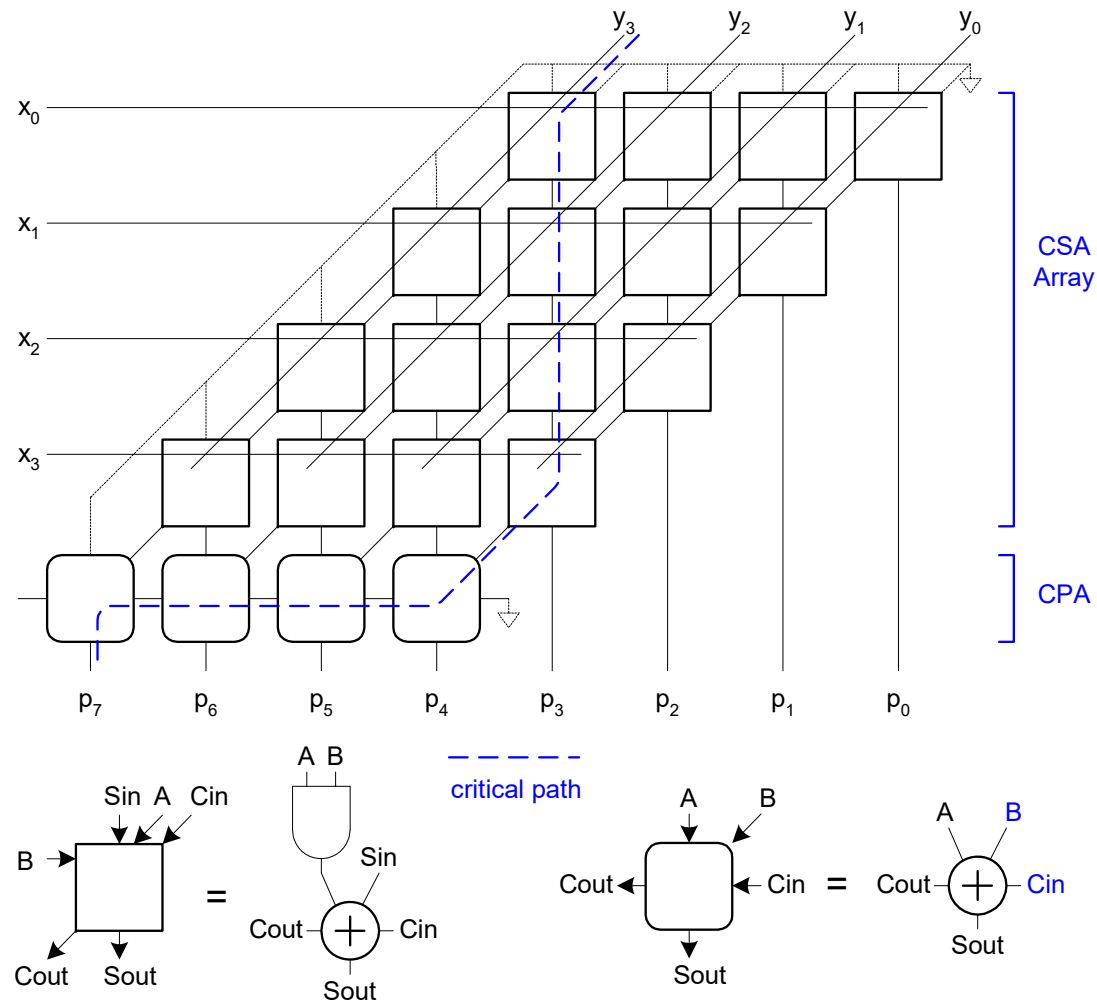 y3 y2 y1 y0
x0
x1
CSA
Array
x2
x3
CPA
p7 p6 p5 p4 p3 p2 p1 p0
A B
critical path
Sin A Cin
A B
A B
B
Sin
= Cout Cin = Cout Cin
Cout Cin
Cout Sout
Sout
Sout
Sout